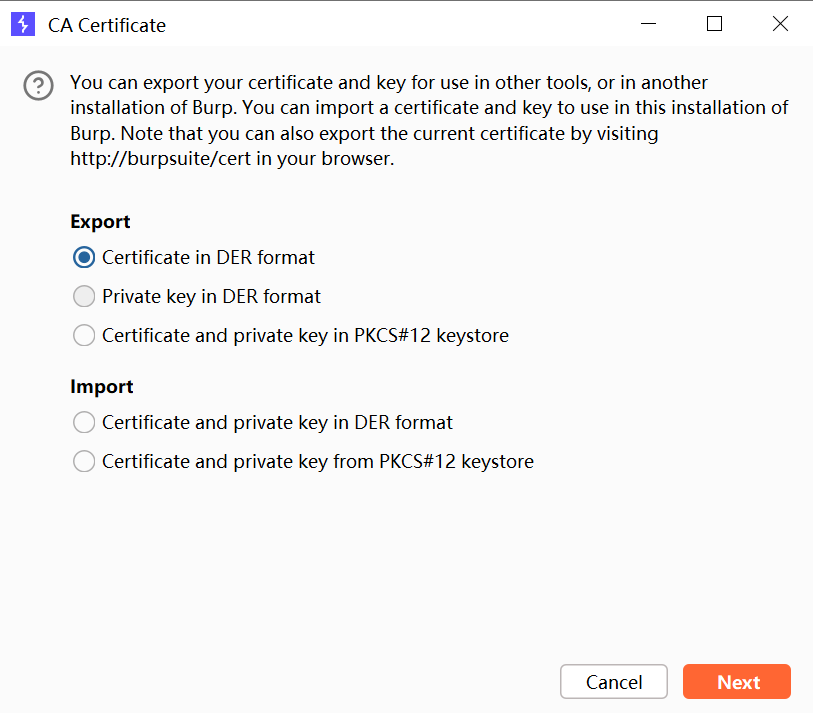 CA Certificate
You can export your certificate and key for use in other tools, or in another
installation of Burp. You can import a certificate and key to use in this installation of
Burp. Note that you can also export the current certificate by visiting
http://burpsuite/cert in your browser.
Export
Certificate in DER format
Private key in DER format
Certificate and private key in PKCS#12 keystore
Import
Certificate and private key in DER format
Certificate and private key from PKCS#12 keystore
Cancel
Next